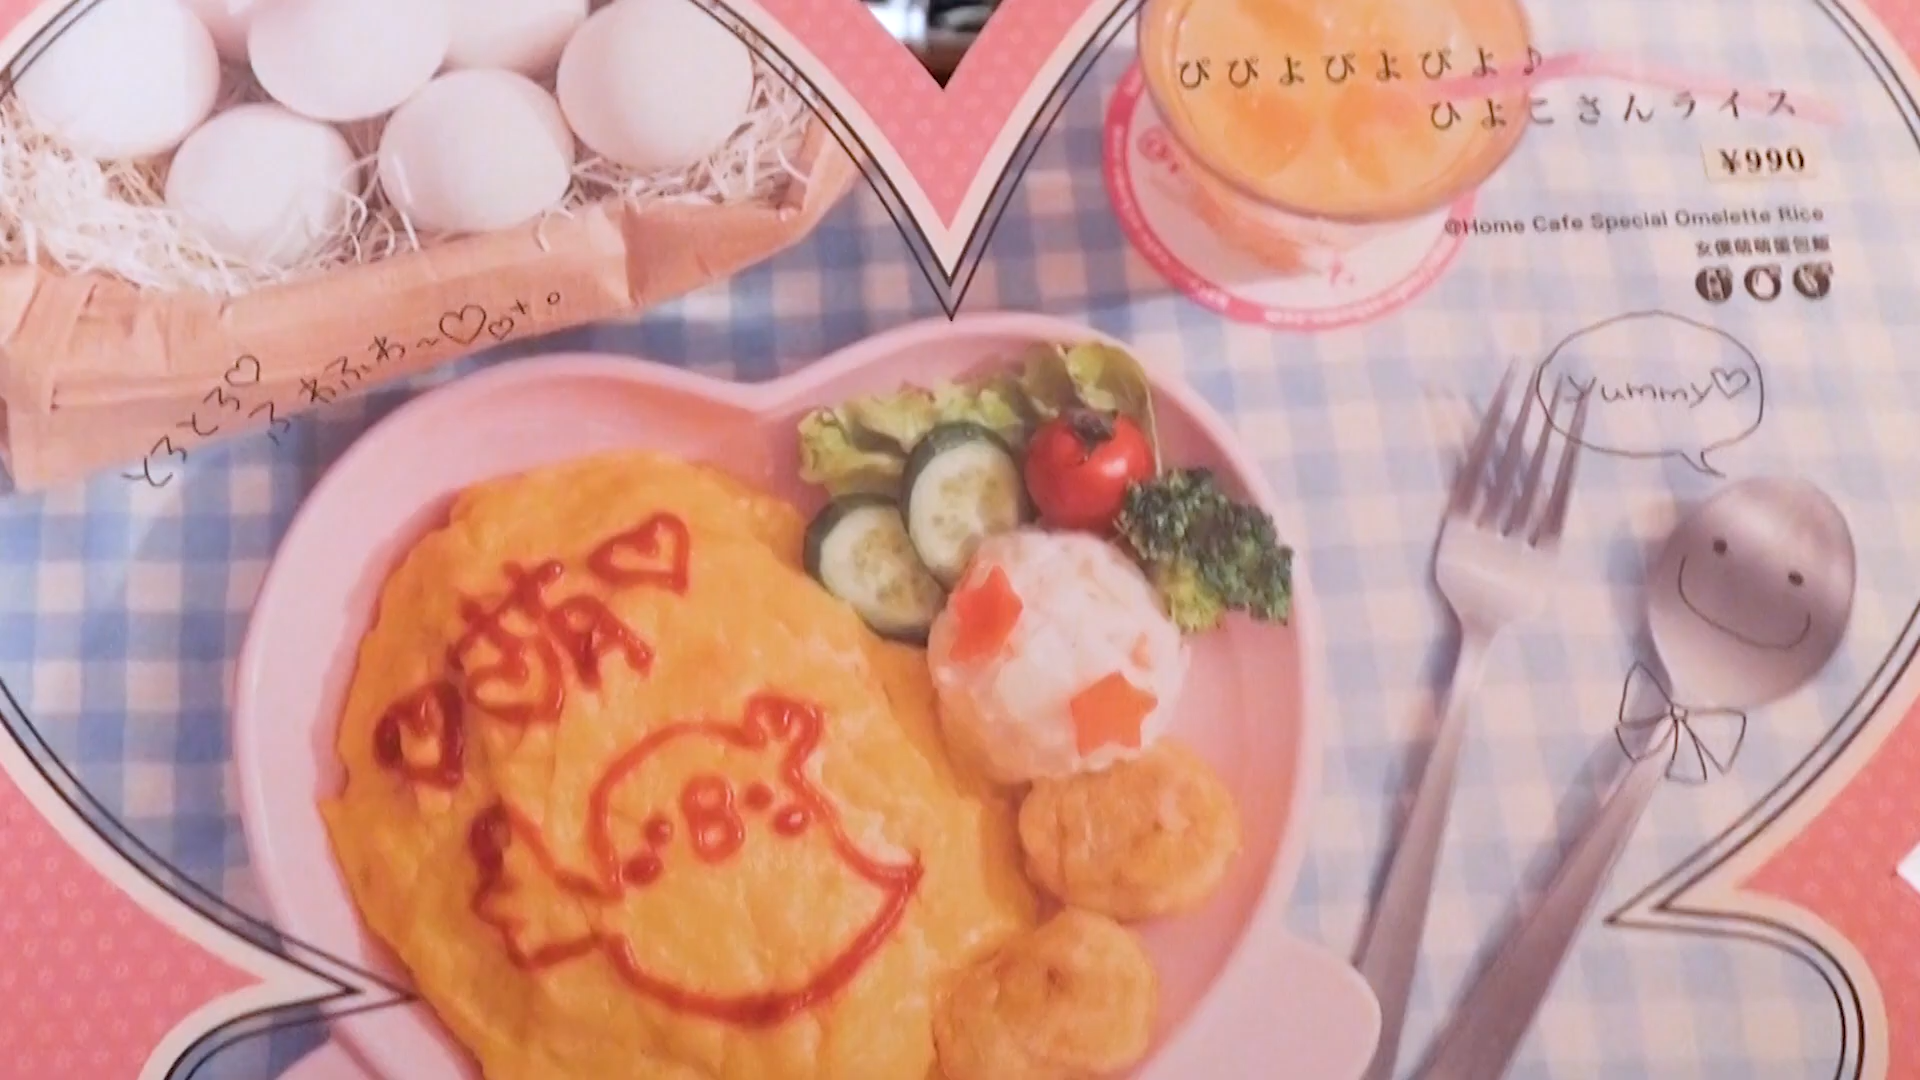 ぴぴよぴよぴよ♪
ひよこさんライス
¥990
@Home Cafe Special Omelette Rice
女僕萌萌蛋包飯
yummy♡
とろとろ♡
ふわふわ~♡♡+。